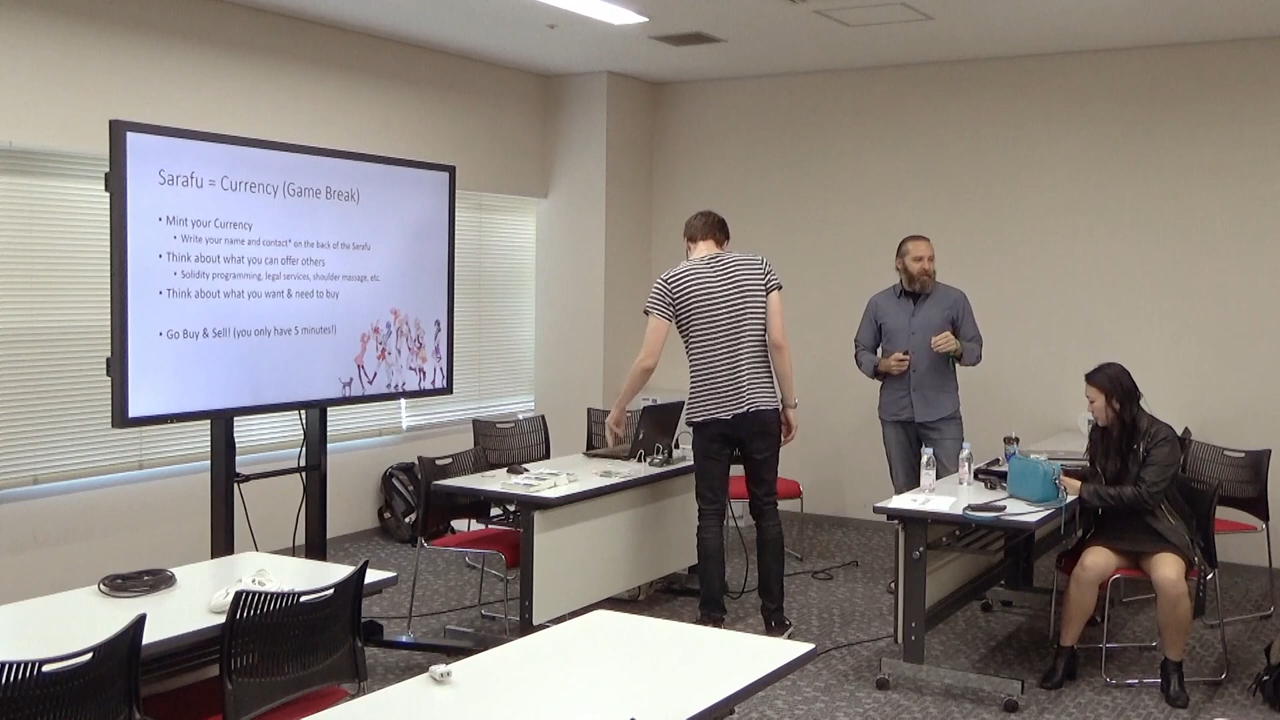 Sarafu = Currency (Game Break)
• Mint your Currency
• Write your name and contact* on the back of the Sarafu
• Think about what you can offer others
• Solidity programming, legal services, shoulder massage, etc.
• Think about what you want & need to buy
• Go Buy & Sell! (you only have 5 minutes!)